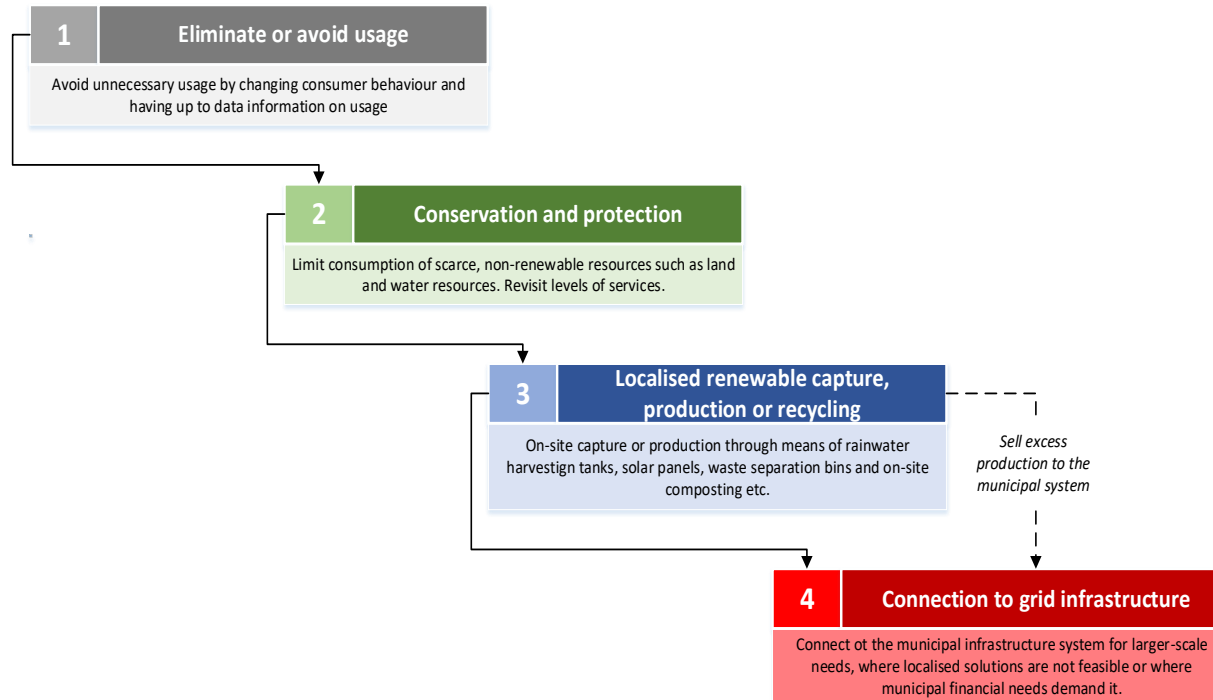 1
Eliminate or avoid usage
Avoid unnecessary usage by changing consumer behaviour and
having up to data information on usage
2
Conservation and protection
Limit consumption of scarce, non-renewable resources such as land
and water resources. Revisit levels of services.
3
Localised renewable capture,
production or recycling
On-site capture or production through means of rainwater
harvestign tanks, solar panels, waste separation bins and on-site
composting etc.
Sell excess
production to the
municipal system
4
Connection to grid infrastructure
Connect ot the municipal infrastructure system for larger-scale
needs, where localised solutions are not feasible or where
municipal financial needs demand it.